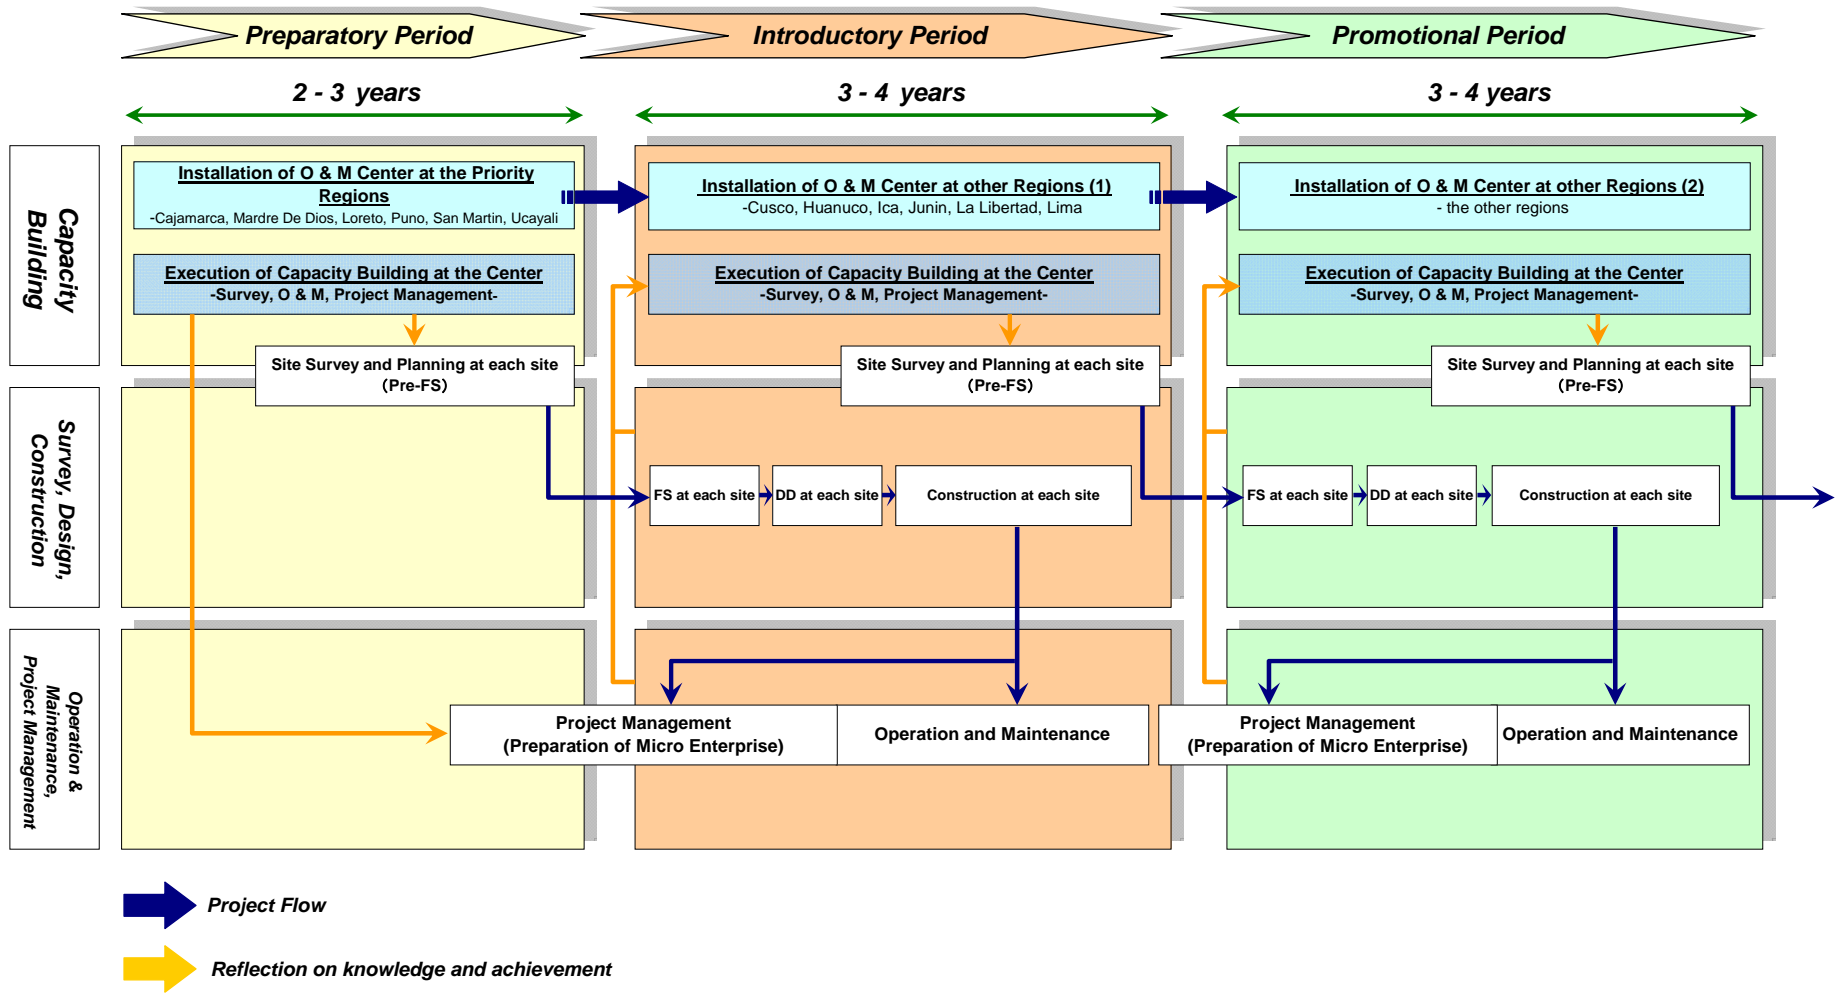 Preparatory Period
Introductory Period
Promotional Period
2 - 3 years
3 - 4 years
3 - 4 years
Capacity
Building
Installation of O & M Center at the Priority
Regions
-Cajamarca, Mardre De Dios, Loreto, Puno, San Martin, Ucayali
Installation of O & M Center at other Regions (1)
-Cusco, Huanuco, Ica, Junin, La Libertad, Lima
Installation of O & M Center at other Regions (2)
- the other regions
Execution of Capacity Building at the Center
-Survey, O & M, Project Management-
Execution of Capacity Building at the Center
-Survey, O & M, Project Management-
Execution of Capacity Building at the Center
-Survey, O & M, Project Management-
Site Survey and Planning at each site
(Pre-FS)
Site Survey and Planning at each site
(Pre-FS)
Site Survey and Planning at each site
(Pre-FS)
Survey, Design,
Construction
FS at each site
DD at each site
Construction at each site
FS at each site
DD at each site
Construction at each site
Operation &
Maintenance,
Project Management
Project Management
(Preparation of Micro Enterprise)
Operation and Maintenance
Project Management
(Preparation of Micro Enterprise)
Operation and Maintenance
Project Flow
Reflection on knowledge and achievement